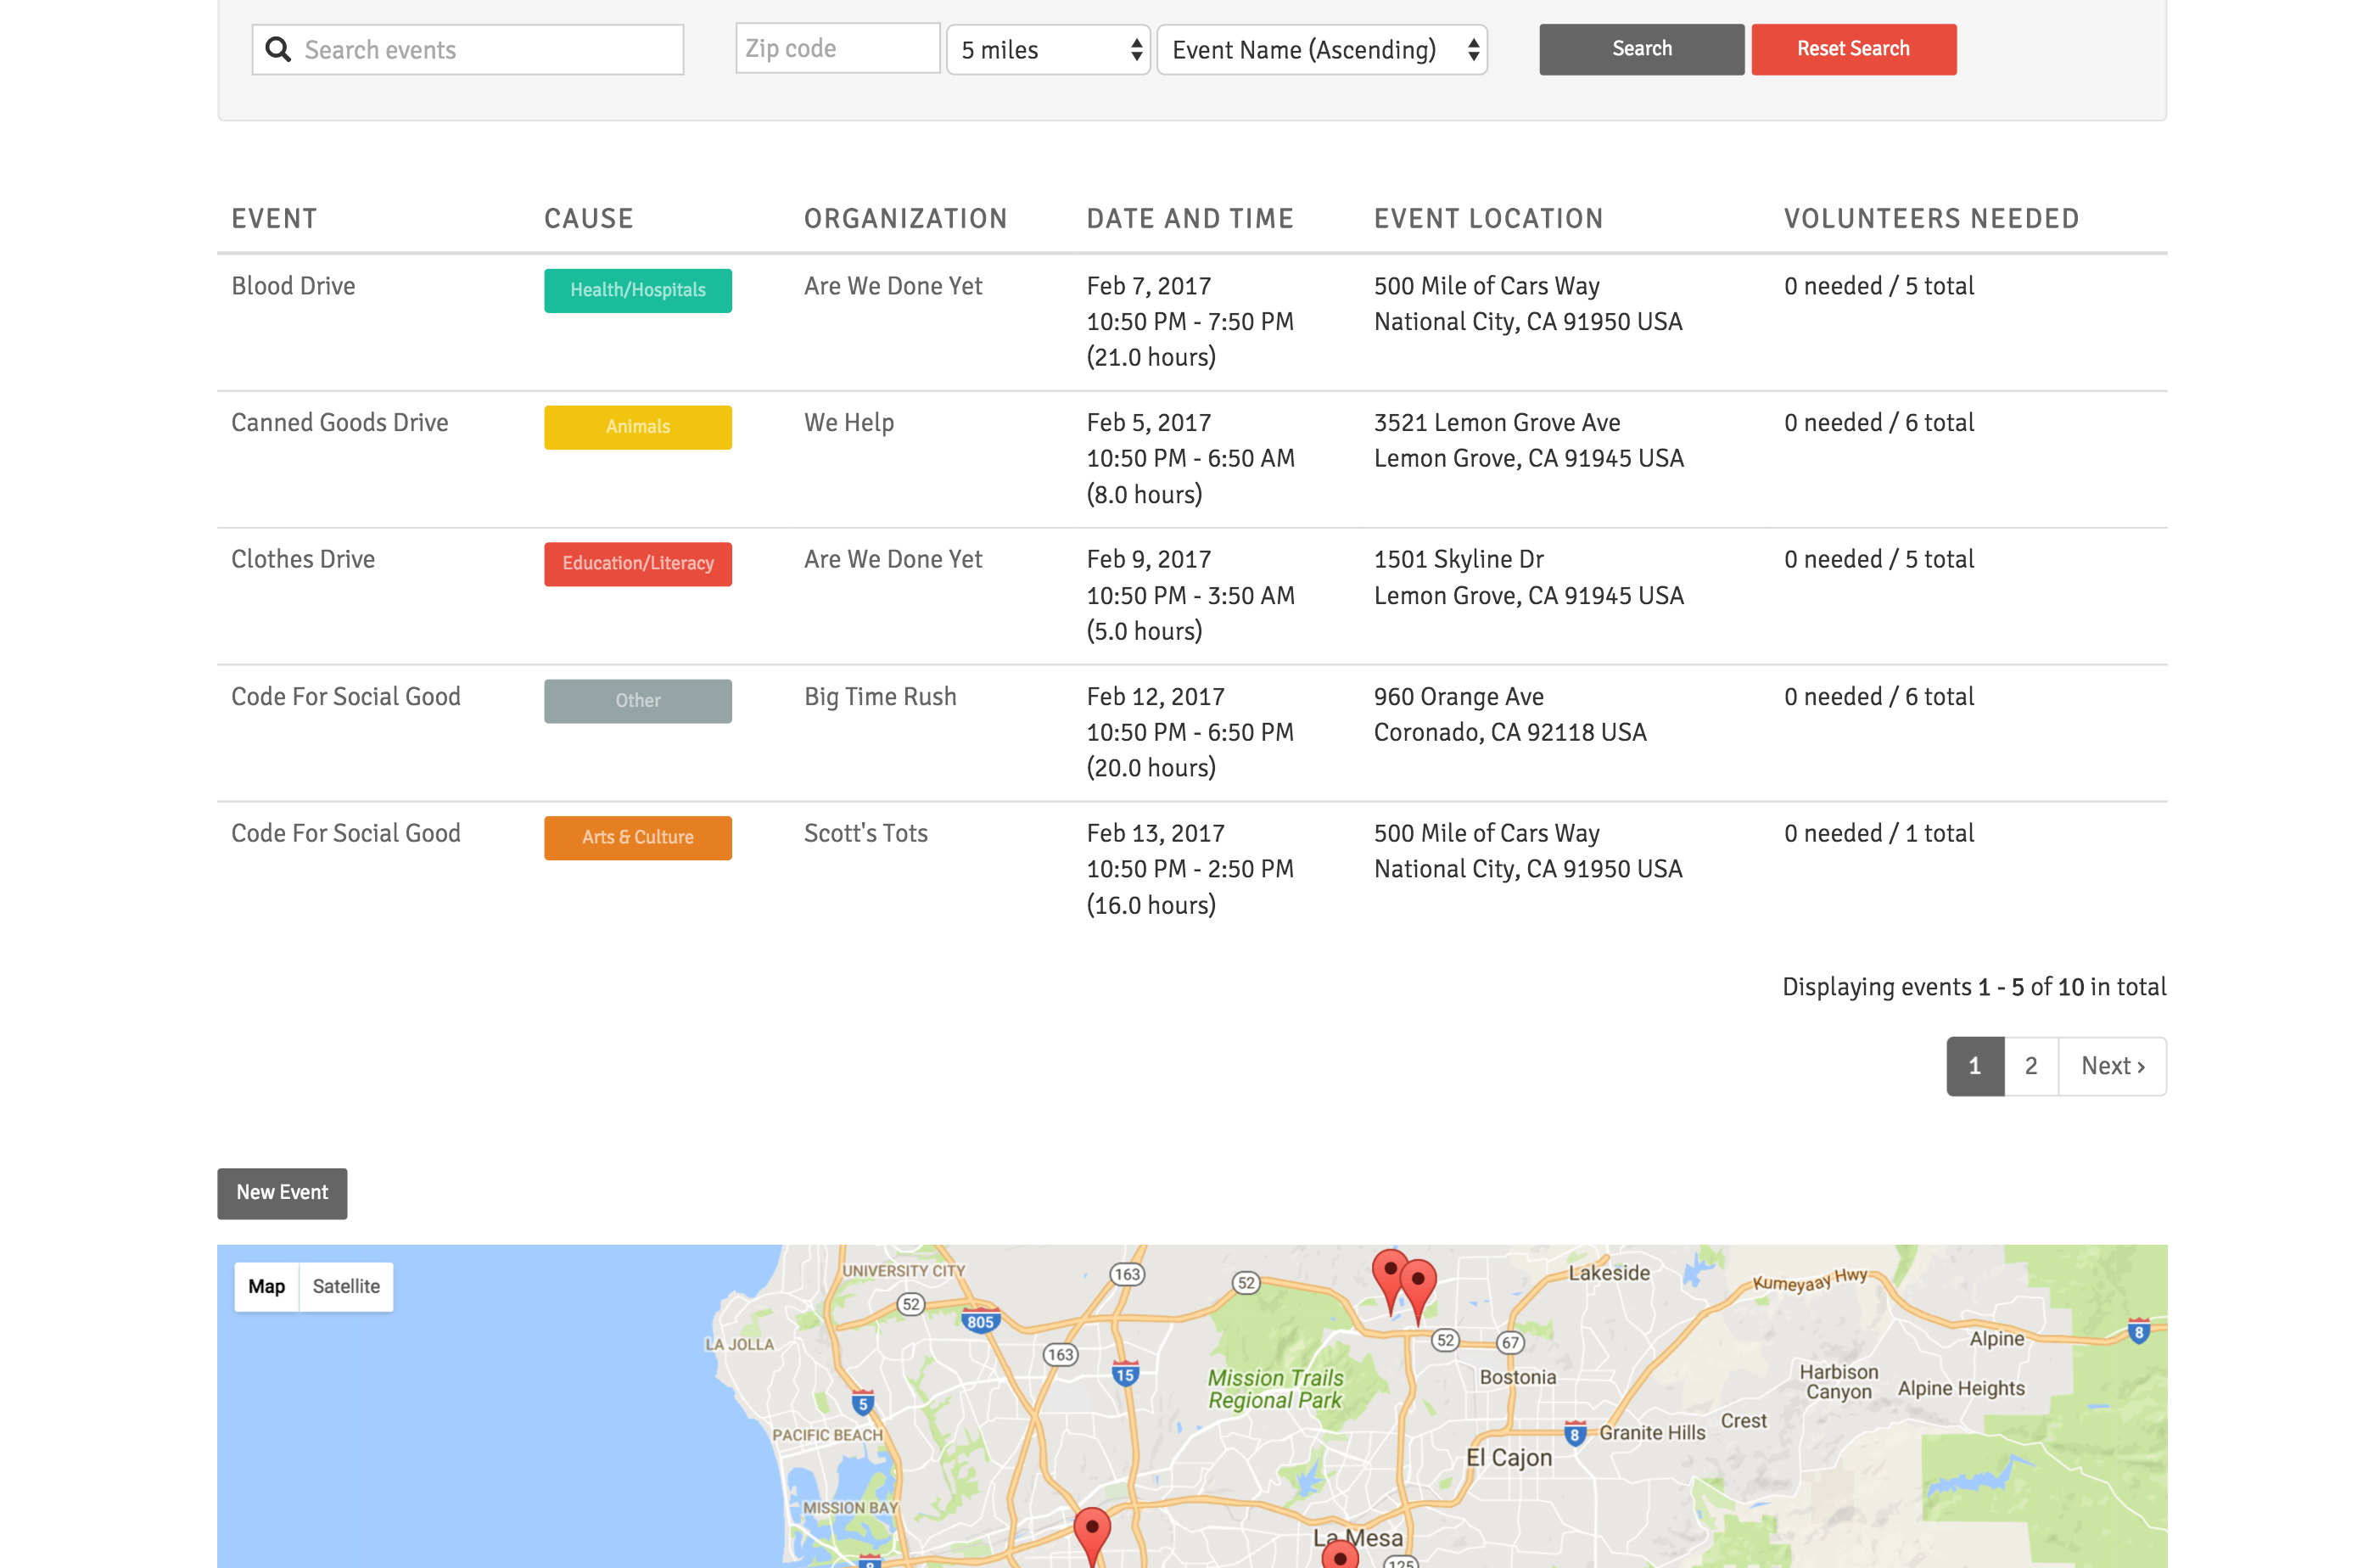 Search events
Zip code
5 miles
Event Name (Ascending)
Search
Reset Search
EVENT
CAUSE
ORGANIZATION
DATE AND TIME
EVENT LOCATION
VOLUNTEERS NEEDED
Blood Drive
Health/Hospitals
Are We Done Yet
Feb 7, 2017
10:50 PM - 7:50 PM
(21.0 hours)
500 Mile of Cars Way
National City, CA 91950 USA
0 needed / 5 total
Canned Goods Drive
Animals
We Help
Feb 5, 2017
10:50 PM - 6:50 AM
(8.0 hours)
3521 Lemon Grove Ave
Lemon Grove, CA 91945 USA
0 needed / 6 total
Clothes Drive
Education/Literacy
Are We Done Yet
Feb 9, 2017
10:50 PM - 3:50 AM
(5.0 hours)
1501 Skyline Dr
Lemon Grove, CA 91945 USA
0 needed / 5 total
Code For Social Good
Other
Big Time Rush
Feb 12, 2017
10:50 PM - 6:50 PM
(20.0 hours)
960 Orange Ave
Coronado, CA 92118 USA
0 needed / 6 total
Code For Social Good
Arts & Culture
Scott's Tots
Feb 13, 2017
10:50 PM - 2:50 PM
(16.0 hours)
500 Mile of Cars Way
National City, CA 91950 USA
0 needed / 1 total
Displaying events 1 - 5 of 10 in total
1
2
Next ›
New Event
Map
Satellite
UNIVERSITY CITY
163
52
Lakeside
Kumeyaay Hwy
52
805
LA JOLLA
163
15
52
67
Alpine
8
Mission Trails
Regional Park
Bostonia
Harbison
Canyon
Alpine Heights
5
PACIFIC BEACH
8
Granite Hills
Crest
El Cajon
MISSION BAY
La Mesa
8
125